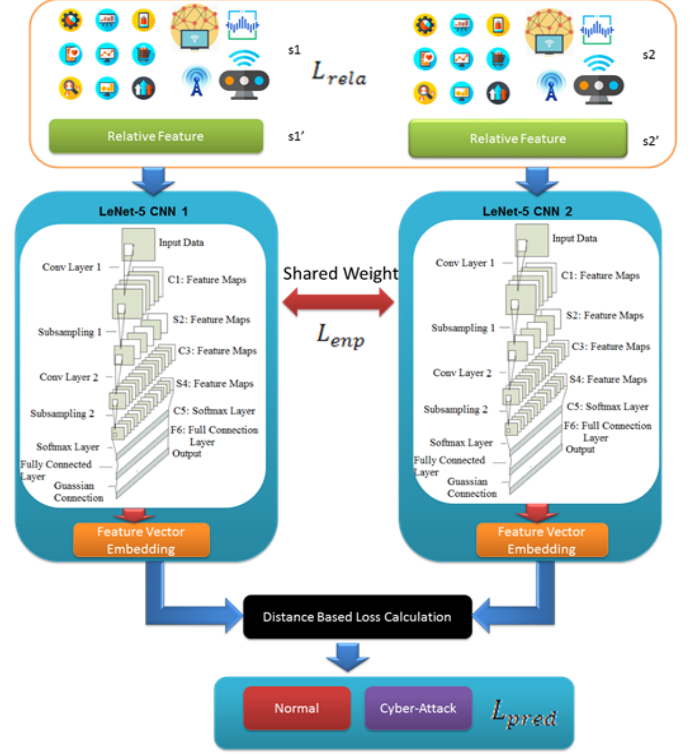 s1
L_rela
s2
Relative Feature
s1'
Relative Feature
s2'
LeNet-5 CNN 1
Input Data
Conv Layer 1
C1: Feature Maps
S2: Feature Maps
Subsampling 1
C3: Feature Maps
Conv Layer 2
S4: Feature Maps
Subsampling 2
C5: Softmax Layer
F6: Full Connection
Layer
Softmax Layer
Output
Fully Connected
Layer
Guassian
Connection
Feature Vector
Embedding
Shared Weight
L_enp
LeNet-5 CNN 2
Input Data
Conv Layer 1
C1: Feature Maps
S2: Feature Maps
Subsampling 1
C3: Feature Maps
Conv Layer 2
S4: Feature Maps
Subsampling 2
C5: Softmax Layer
F6: Full Connection
Layer
Softmax Layer
Output
Fully Connected
Layer
Guassian
Connection
Feature Vector
Embedding
Distance Based Loss Calculation
Normal
Cyber-Attack
L_pred